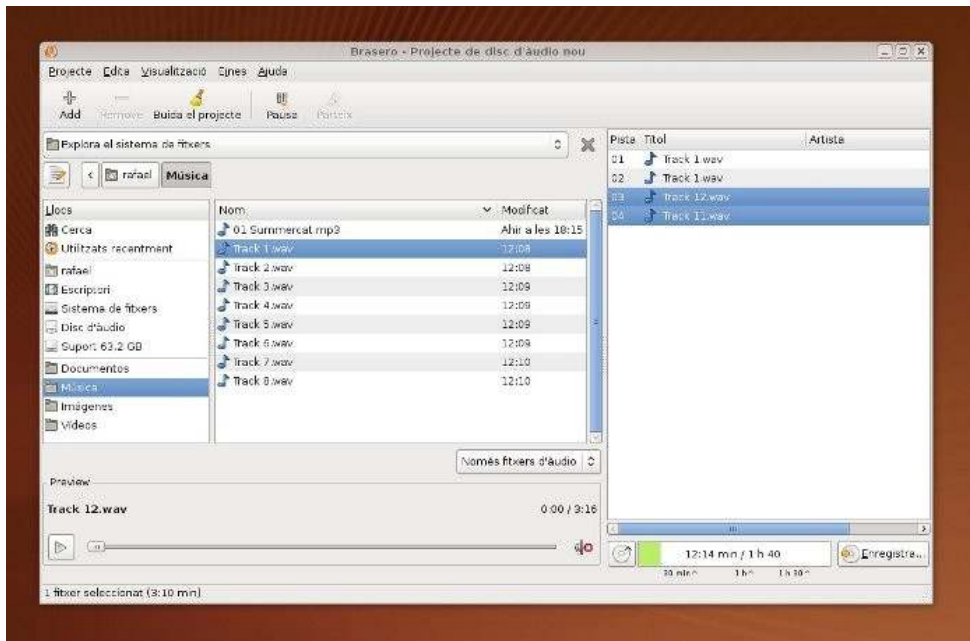 Brasero - Projecte de disc d'àudio nou
Projecte Edita Visualització Eines Ajuda
Add Remove Buida el projecte Pausa Parteix
Explora el sistema de fitxers
rafael Música
Llocs
Cerca
Utilitzats recentment
rafael
Escriptori
Sistema de fitxers
Disc d'àudio
Suport 63.2 GB
Documentos
Música
Imágenes
Vídeos
Nom Modificat
01 Summercat mp3 Ahir a les 18:15
Track 1.wav 12:08
Track 2.wav 12:08
Track 3.wav 12:09
Track 4.wav 12:09
Track 5.wav 12:09
Track 6.wav 12:09
Track 7.wav 12:10
Track 8.wav 12:10
Només fitxers d'àudio
Preview
Track 12.wav 0:00 / 3:16
1 fitxer seleccionat (3:10 min)
Pista Títol Artista
01 Track 1.wav
02 Track 1.wav
03 Track 12.wav
04 Track 11.wav
12:14 min / 1 h 40
30 min 1 h 1 h 30
Enregistra...